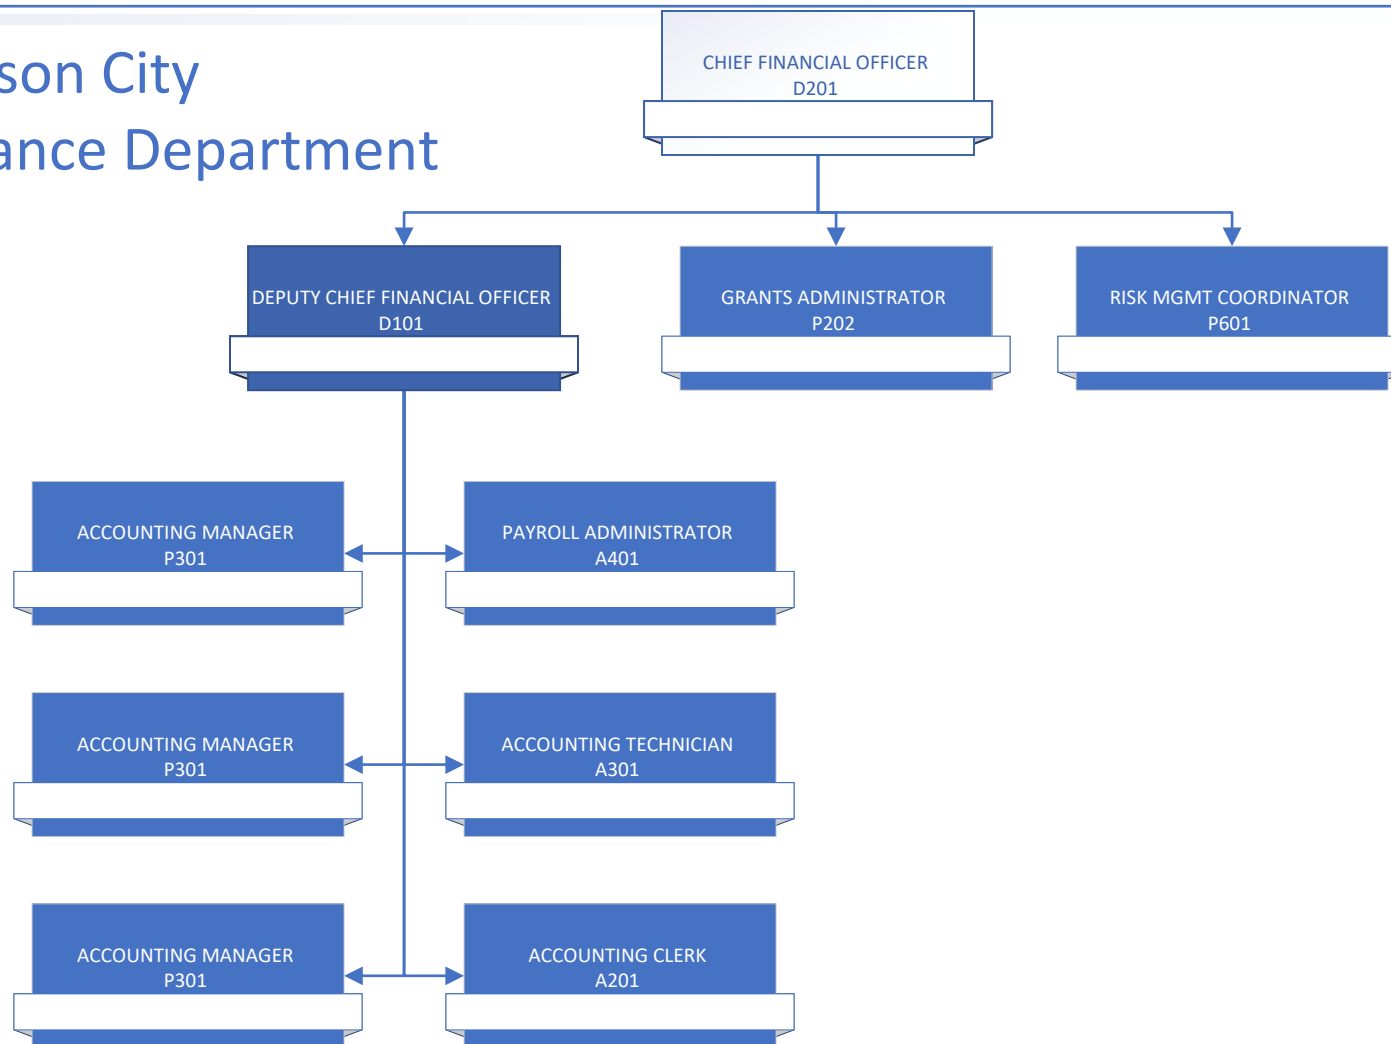 son City
ance Department
CHIEF FINANCIAL OFFICER
D201
DEPUTY CHIEF FINANCIAL OFFICER
D101
GRANTS ADMINISTRATOR
P202
RISK MGMT COORDINATOR
P601
ACCOUNTING MANAGER
P301
PAYROLL ADMINISTRATOR
A401
ACCOUNTING MANAGER
P301
ACCOUNTING TECHNICIAN
A301
ACCOUNTING MANAGER
P301
ACCOUNTING CLERK
A201